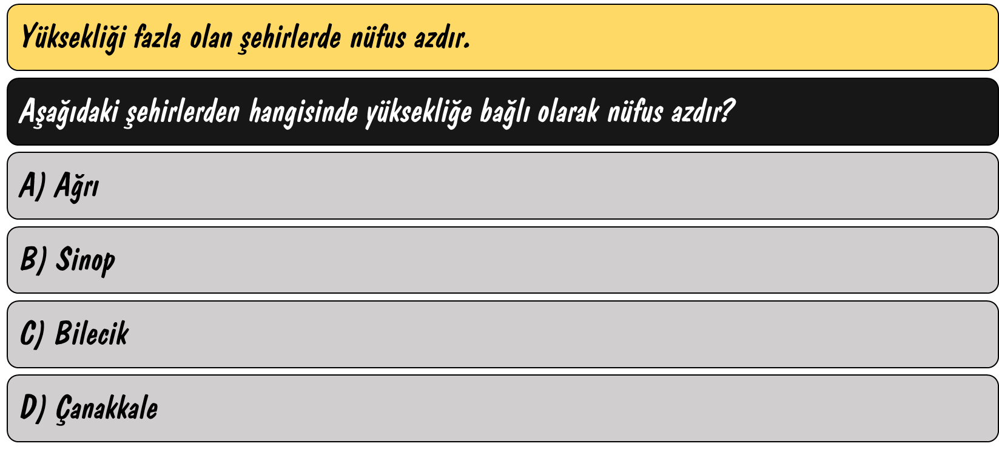 Yüksekliği fazla olan şehirlerde nüfus azdır.
Aşağıdaki şehirlerden hangisinde yüksekliğe bağlı olarak nüfus azdır?
A) Ağrı
B) Sinop
C) Bilecik
D) Çanakkale